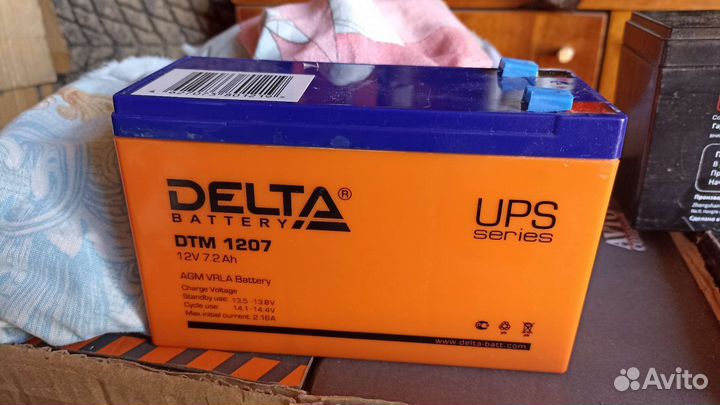 DELTA®
BATTERY
DTM 1207
12V 7.2Ah
AGM VRLA Battery
Charge Voltage
Standby use: 13.5 - 13.8V
Cycle use: 14.1 - 14.4V
Max initial current: 2.16A
UPS
series
www.delta-batt.com
Avito